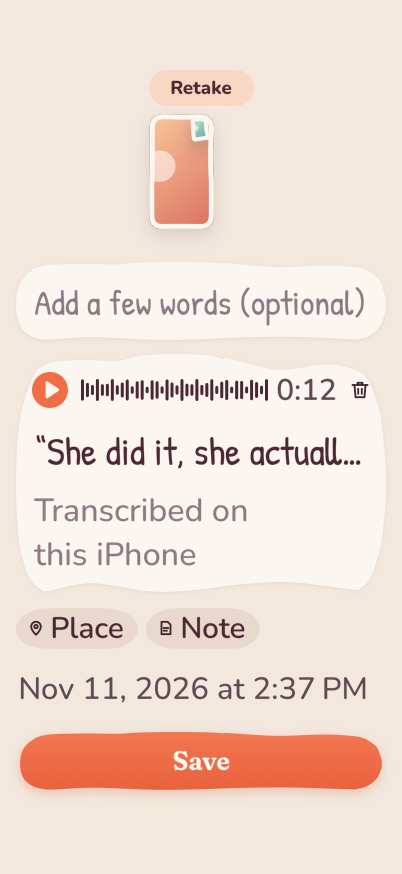 Retake
Add a few words (optional)
0:12
“She did it, she actuall...
Transcribed on
this iPhone
Place
Note
Nov 11, 2026 at 2:37 PM
Save